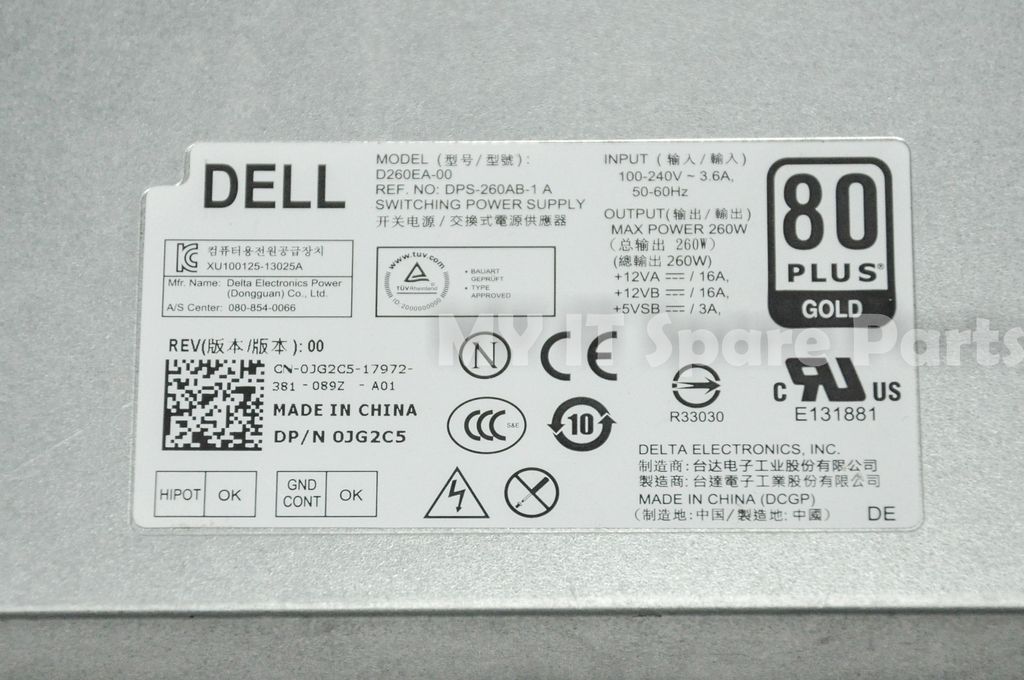 DELL
MODEL (型号/型號):
D260EA-00
REF. NO: DPS-260AB-1 A
SWITCHING POWER SUPPLY
开关电源/交換式電源供應器
INPUT (输入/輸入)
100-240V ~ 3.6A,
50-60Hz
OUTPUT(输出/輸出)
MAX POWER 260W
(总输出 260W)
(總輸出 260W)
+12VA ⎓ / 16A,
+12VB ⎓ / 16A,
+5VSB ⎓ / 3A,
80
PLUS®
GOLD
컴퓨터용전원공급장치
XU100125-13025A
Mfr. Name: Delta Electronics Power
(Dongguan) Co., Ltd.
A/S Center: 080-854-0066
www.tuv.com
TÜVRheinland
ID:2000000000
• BAUART
GEPRÜFT
• TYPE
APPROVED
MY IT Spare Parts
REV(版本/版本): 00
CN-0JG2C5-17972-
381 -089Z - A01
MADE IN CHINA
DP/N 0JG2C5
N
CE
CCC S&E
10
R33030
C RU US
E131881
HIPOT OK
GND CONT OK
DELTA ELECTRONICS, INC.
制造商: 台达电子工业股份有限公司
製造商: 台達電子工業股份有限公司
MADE IN CHINA (DCGP)
(制造地: 中国/製造地: 中國) DE